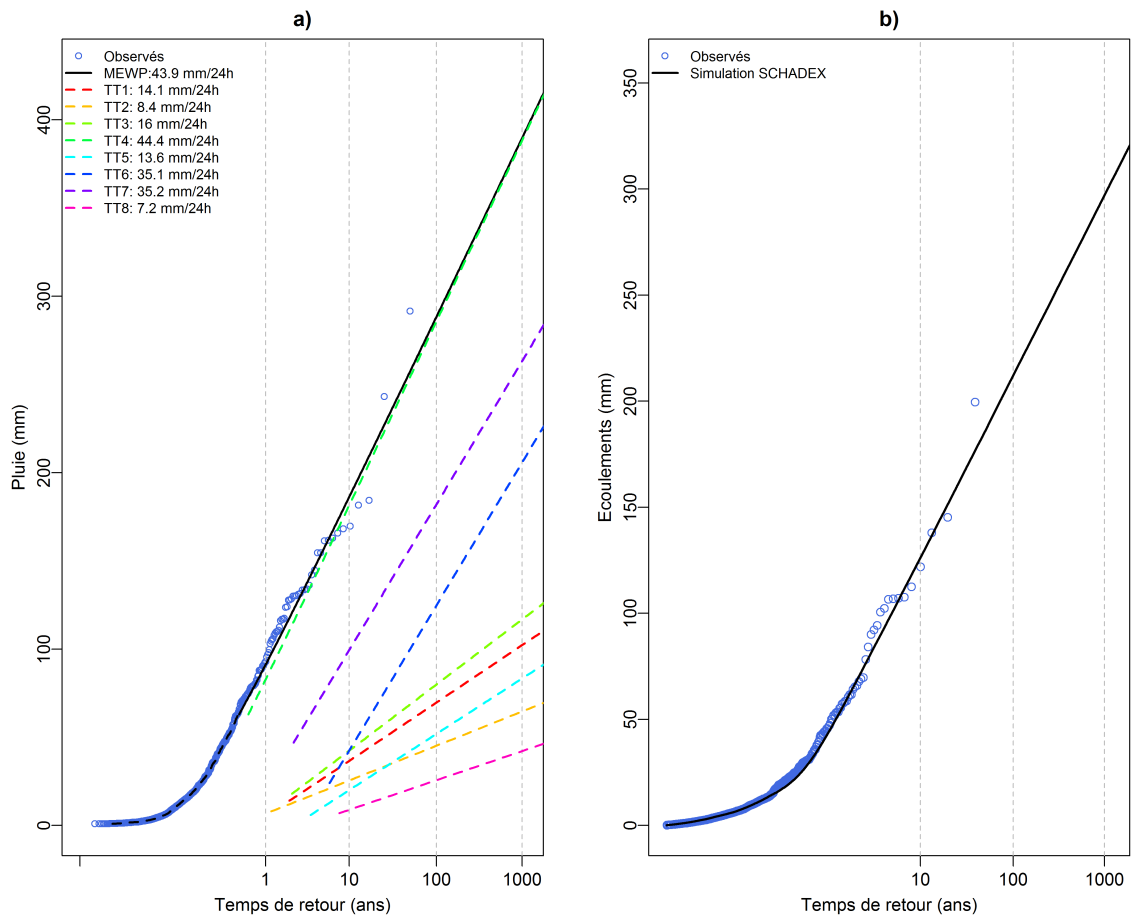 a)
Observés
MEWP:43.9 mm/24h
TT1: 14.1 mm/24h
TT2: 8.4 mm/24h
TT3: 16 mm/24h
TT4: 44.4 mm/24h
TT5: 13.6 mm/24h
TT6: 35.1 mm/24h
TT7: 35.2 mm/24h
TT8: 7.2 mm/24h
Pluie (mm)
400
300
200
100
0
1 10 100 1000
Temps de retour (ans)
b)
Observés
Simulation SCHADEX
Ecoulements (mm)
350
300
250
200
150
100
50
0
10 100 1000
Temps de retour (ans)